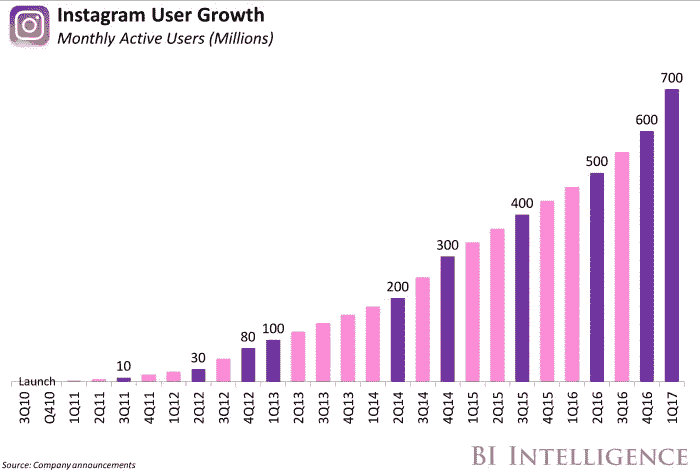 Instagram User Growth
Monthly Active Users (Millions)
700
600
500
400
300
200
100
80
30
10
Launch
3Q10 Q410 1Q11 2Q11 3Q11 4Q11 1Q12 2Q12 3Q12 4Q12 1Q13 2Q13 3Q13 4Q13 1Q14 2Q14 3Q14 4Q14 1Q15 2Q15 3Q15 4Q15 1Q16 2Q16 3Q16 4Q16 1Q17
Source: Company announcements
BI INTELLIGENCE